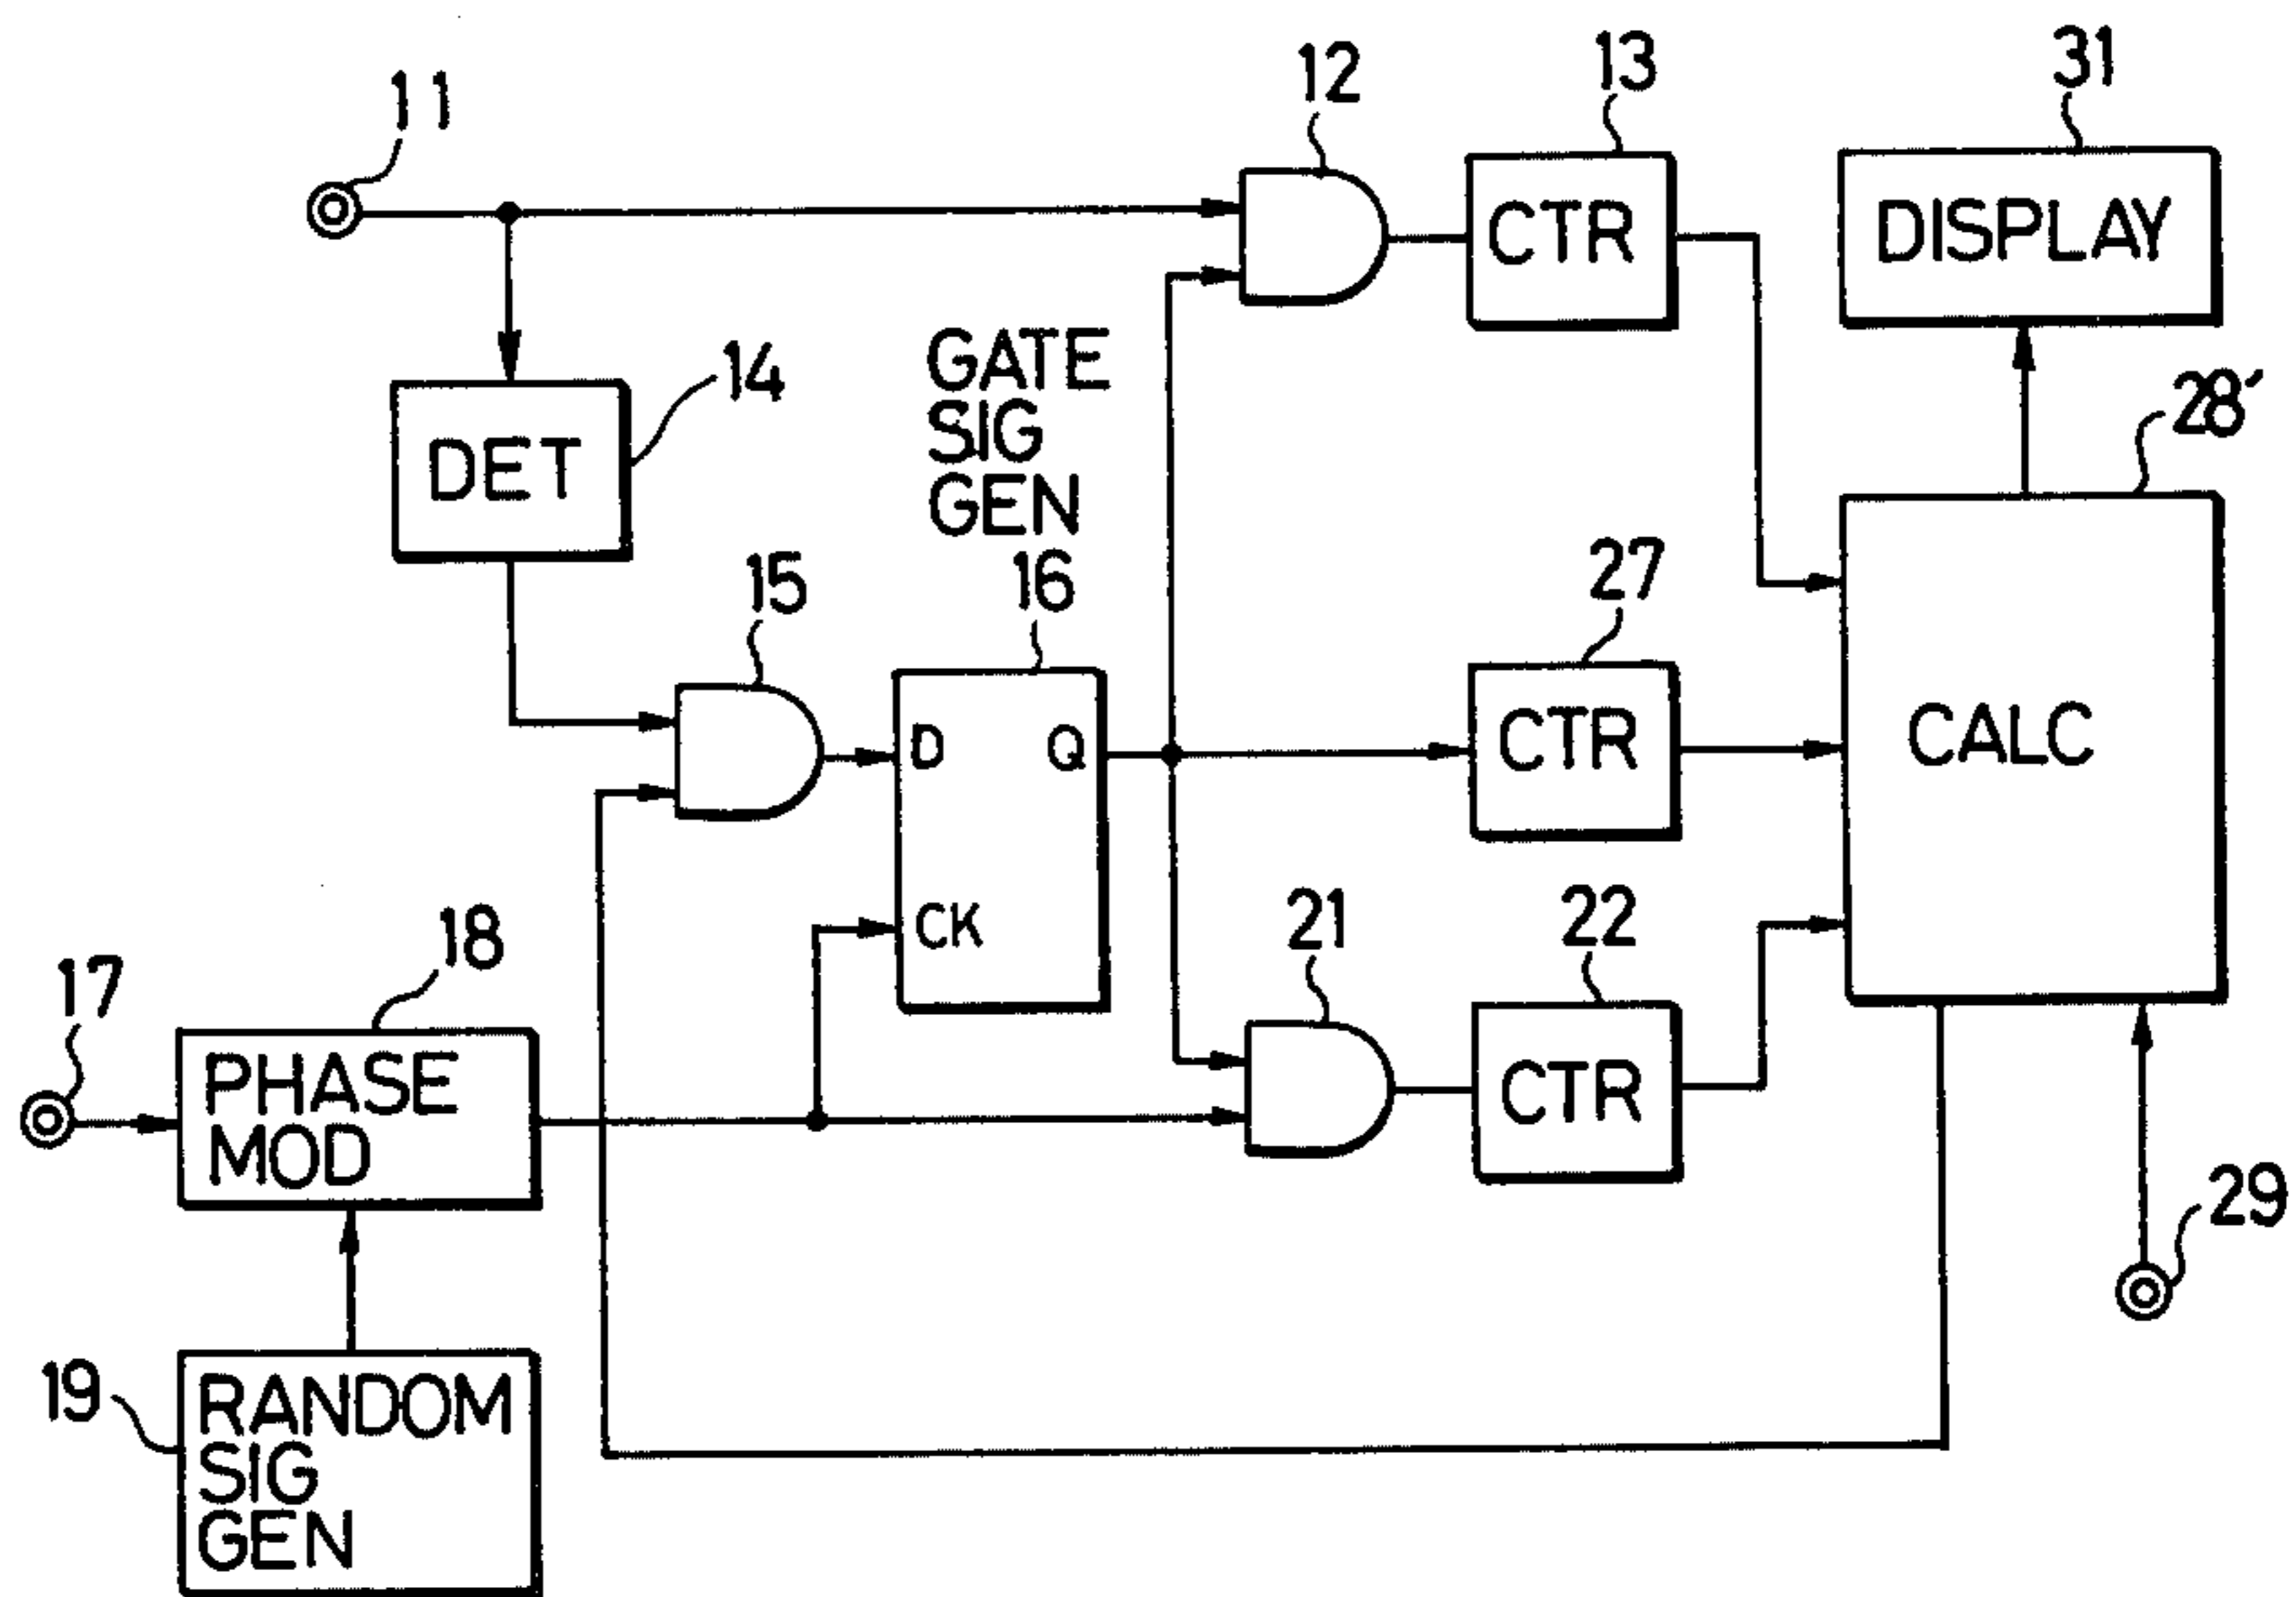 11
12
13
31
CTR
DISPLAY
14
DET
GATE
SIG
GEN
28'
15
16
27
D
Q
CTR
CALC
CK
21
22
17
18
CTR
PHASE
MOD
29
19
RANDOM
SIG
GEN